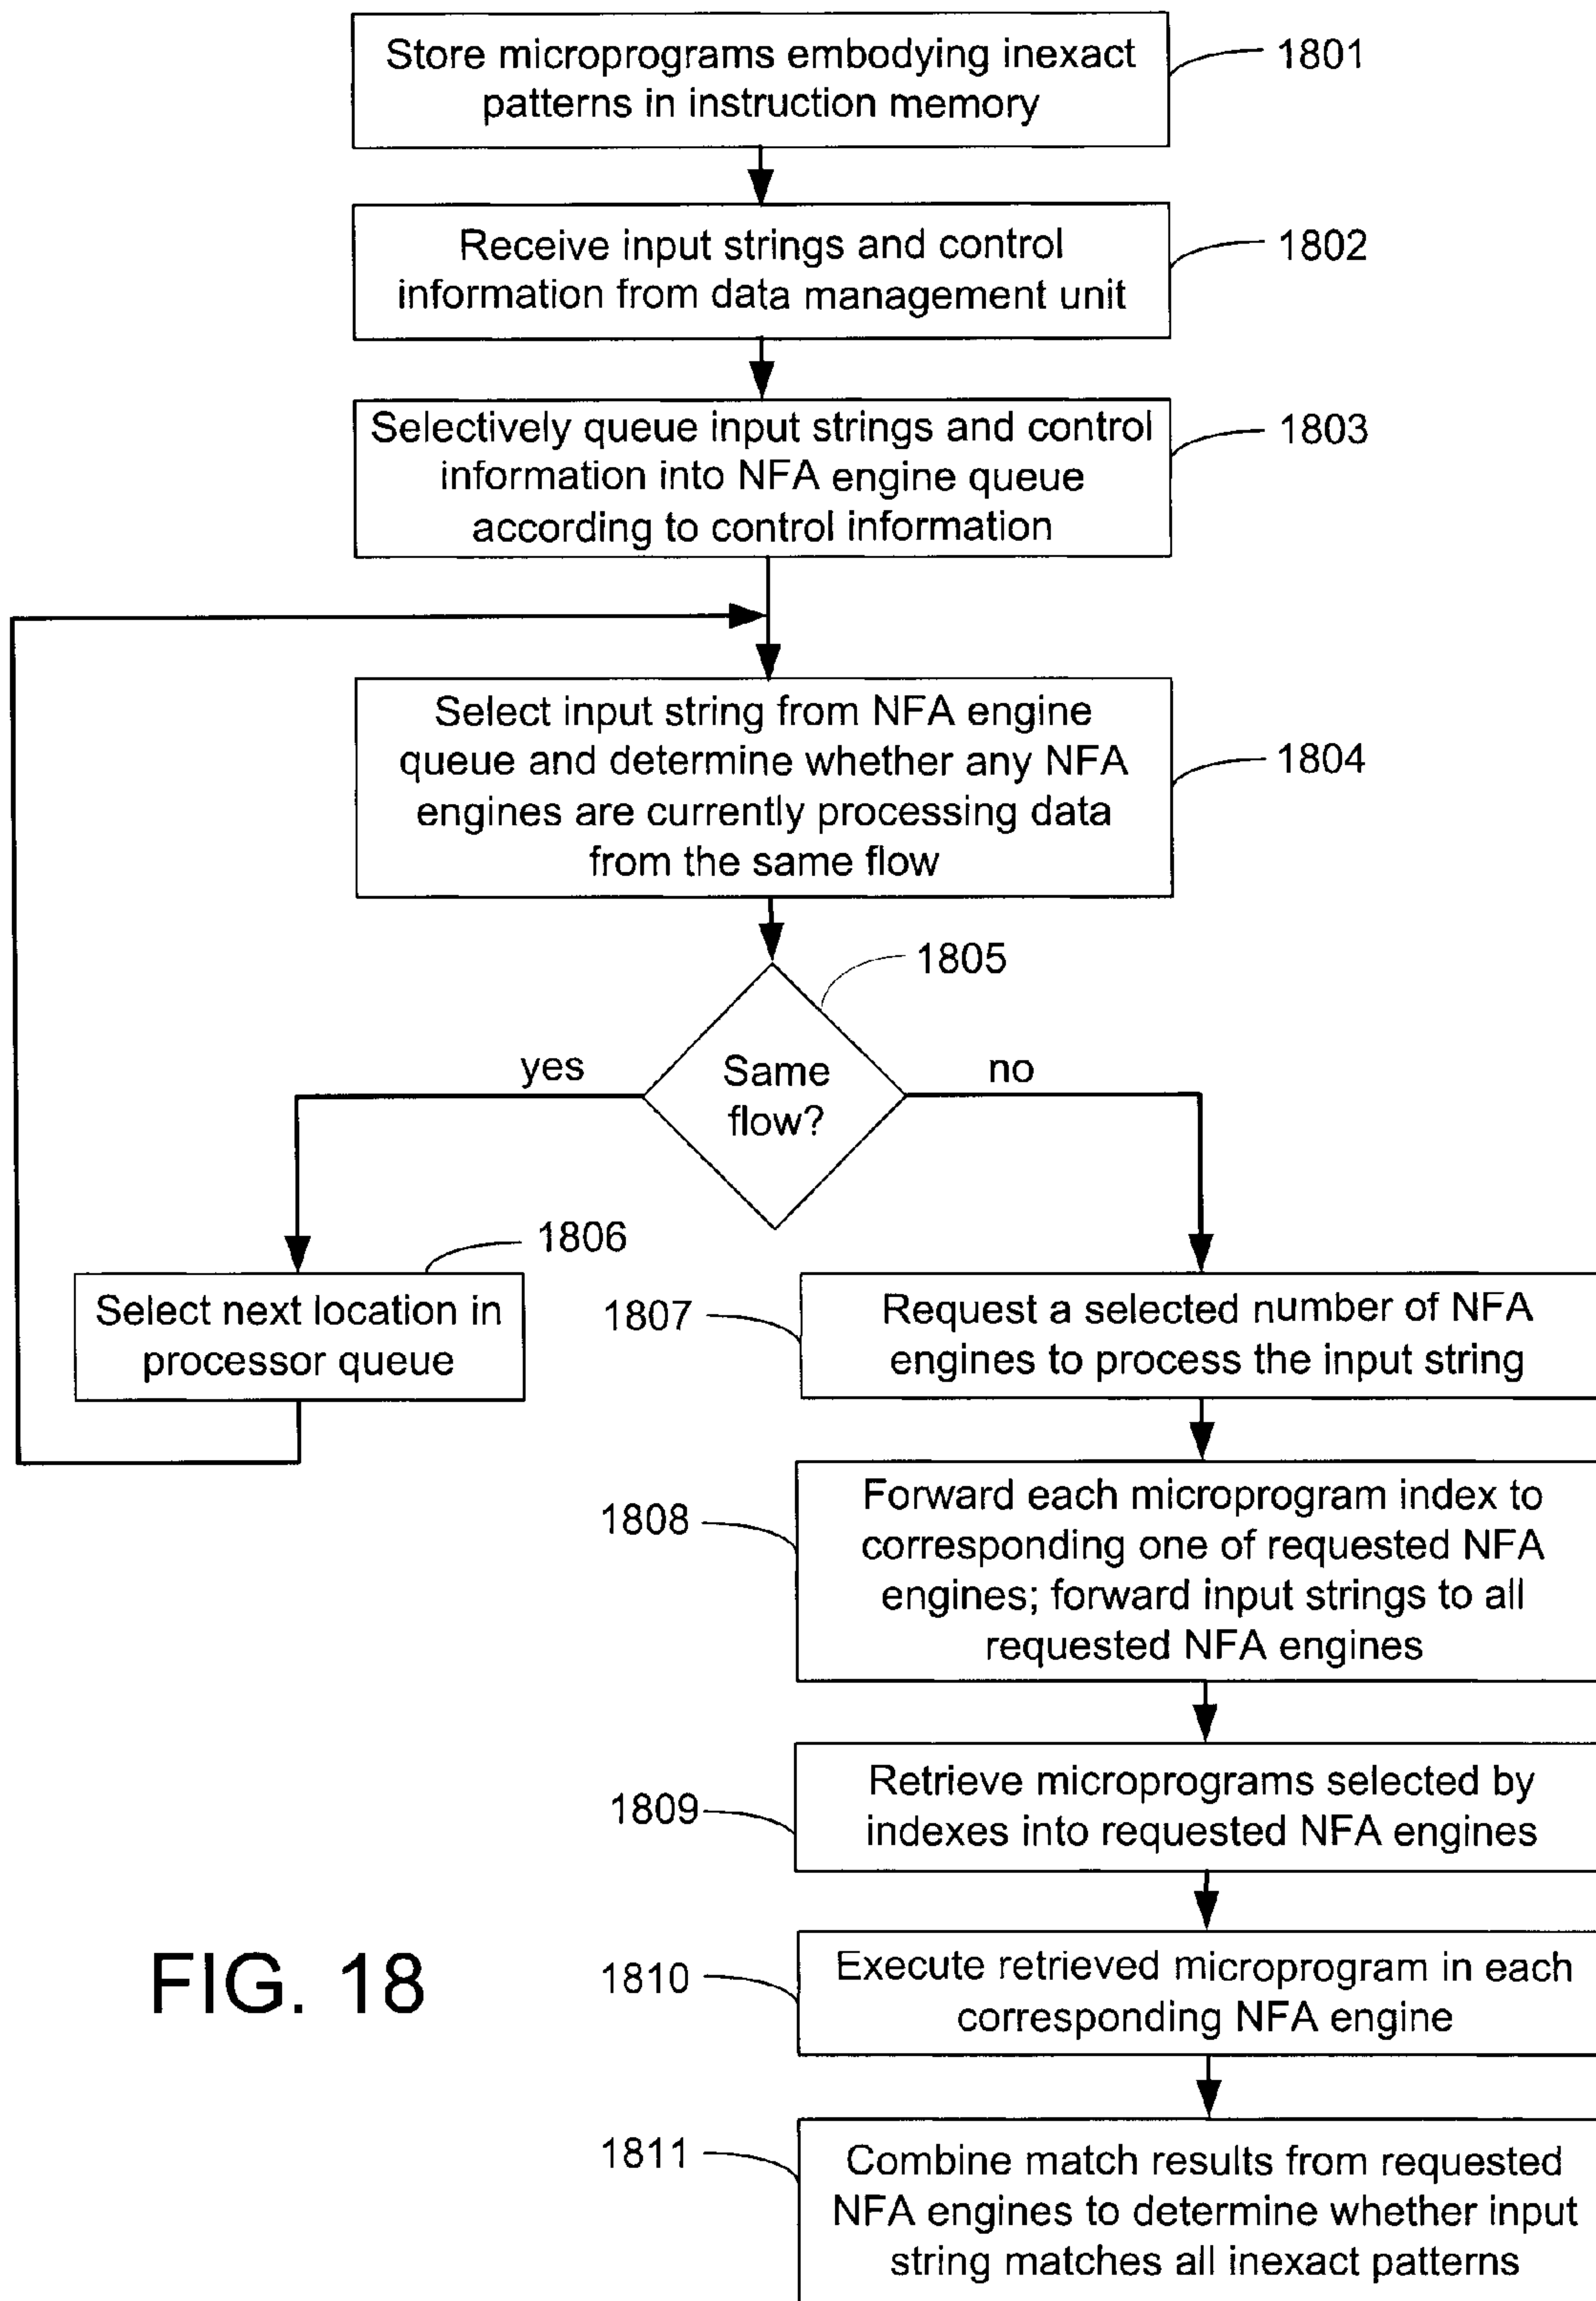 Store microprograms embodying inexact
patterns in instruction memory
1801
Receive input strings and control
information from data management unit
1802
Selectively queue input strings and control
information into NFA engine queue
according to control information
1803
Select input string from NFA engine
queue and determine whether any NFA
engines are currently processing data
from the same flow
1804
1805
Same
flow?
yes
no
1806
Select next location in
processor queue
1807
Request a selected number of NFA
engines to process the input string
1808
Forward each microprogram index to
corresponding one of requested NFA
engines; forward input strings to all
requested NFA engines
1809
Retrieve microprograms selected by
indexes into requested NFA engines
1810
Execute retrieved microprogram in each
corresponding NFA engine
1811
Combine match results from requested
NFA engines to determine whether input
string matches all inexact patterns
FIG. 18